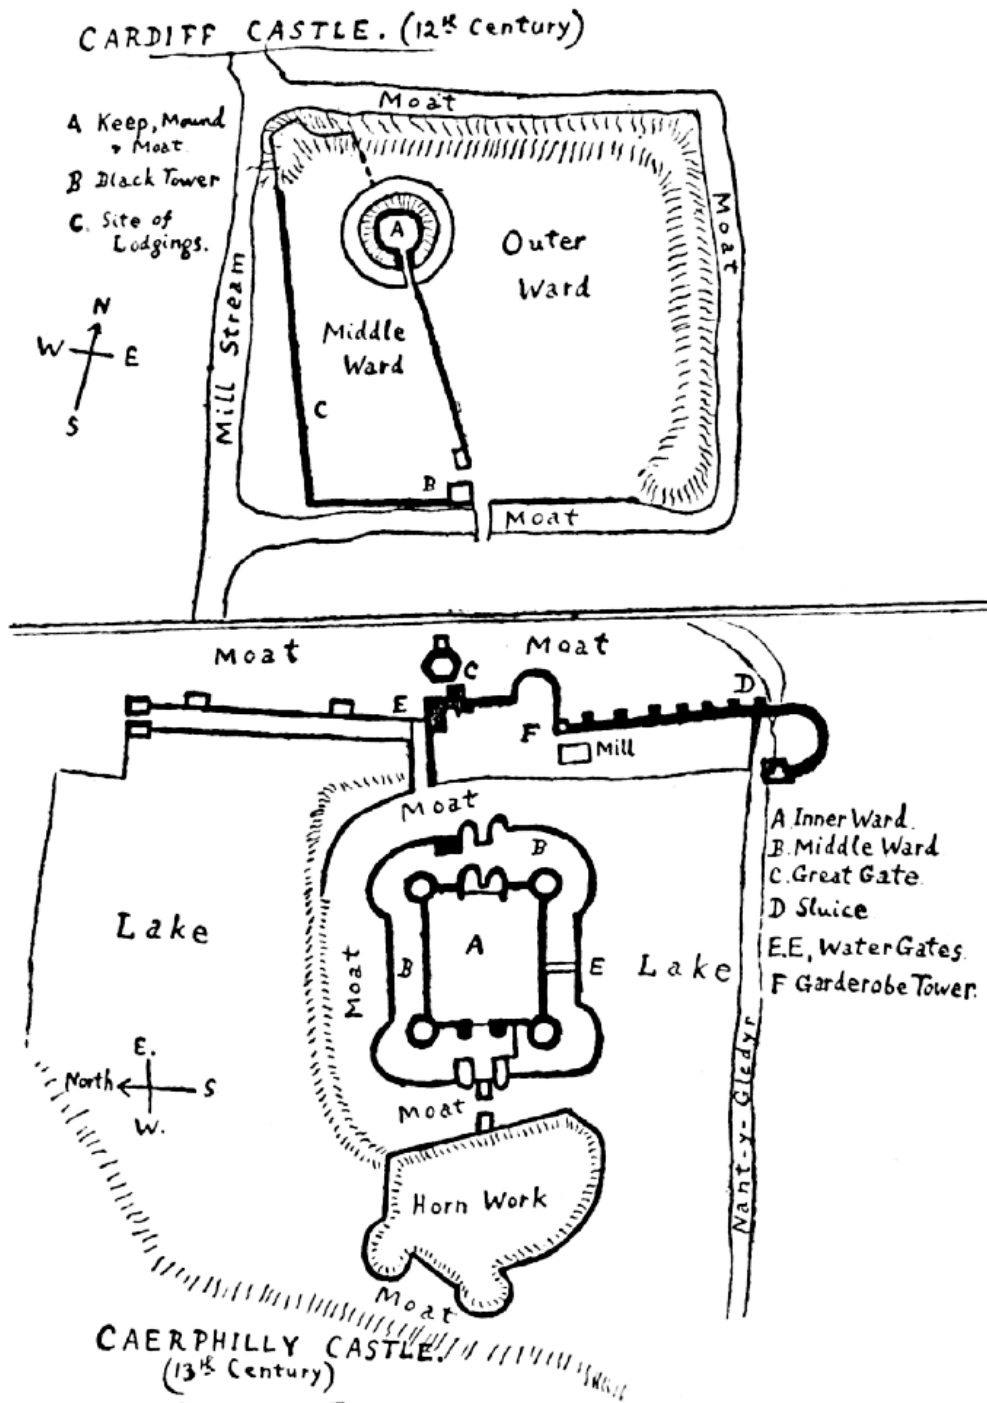 CARDIFF CASTLE. (12th Century)
Moat
A Keep, Mound
& Moat.
B Black Tower
C. Site of
Lodgings.
N
W E
S
Mill Stream
A
Outer
Ward
Moat
Middle
Ward
C
B
Moat
Moat
Moat
C
E
D
F
Mill
Moat
B
A Inner Ward.
B. Middle Ward
C. Great Gate.
D Sluice
E.E, Water Gates.
F Garderobe Tower.
Lake
Moat
B
A
E
Lake
E.
North S
W.
Nant-y-Gledyr
Moat
Horn Work
Moat
CAERPHILLY CASTLE.
(13th Century)